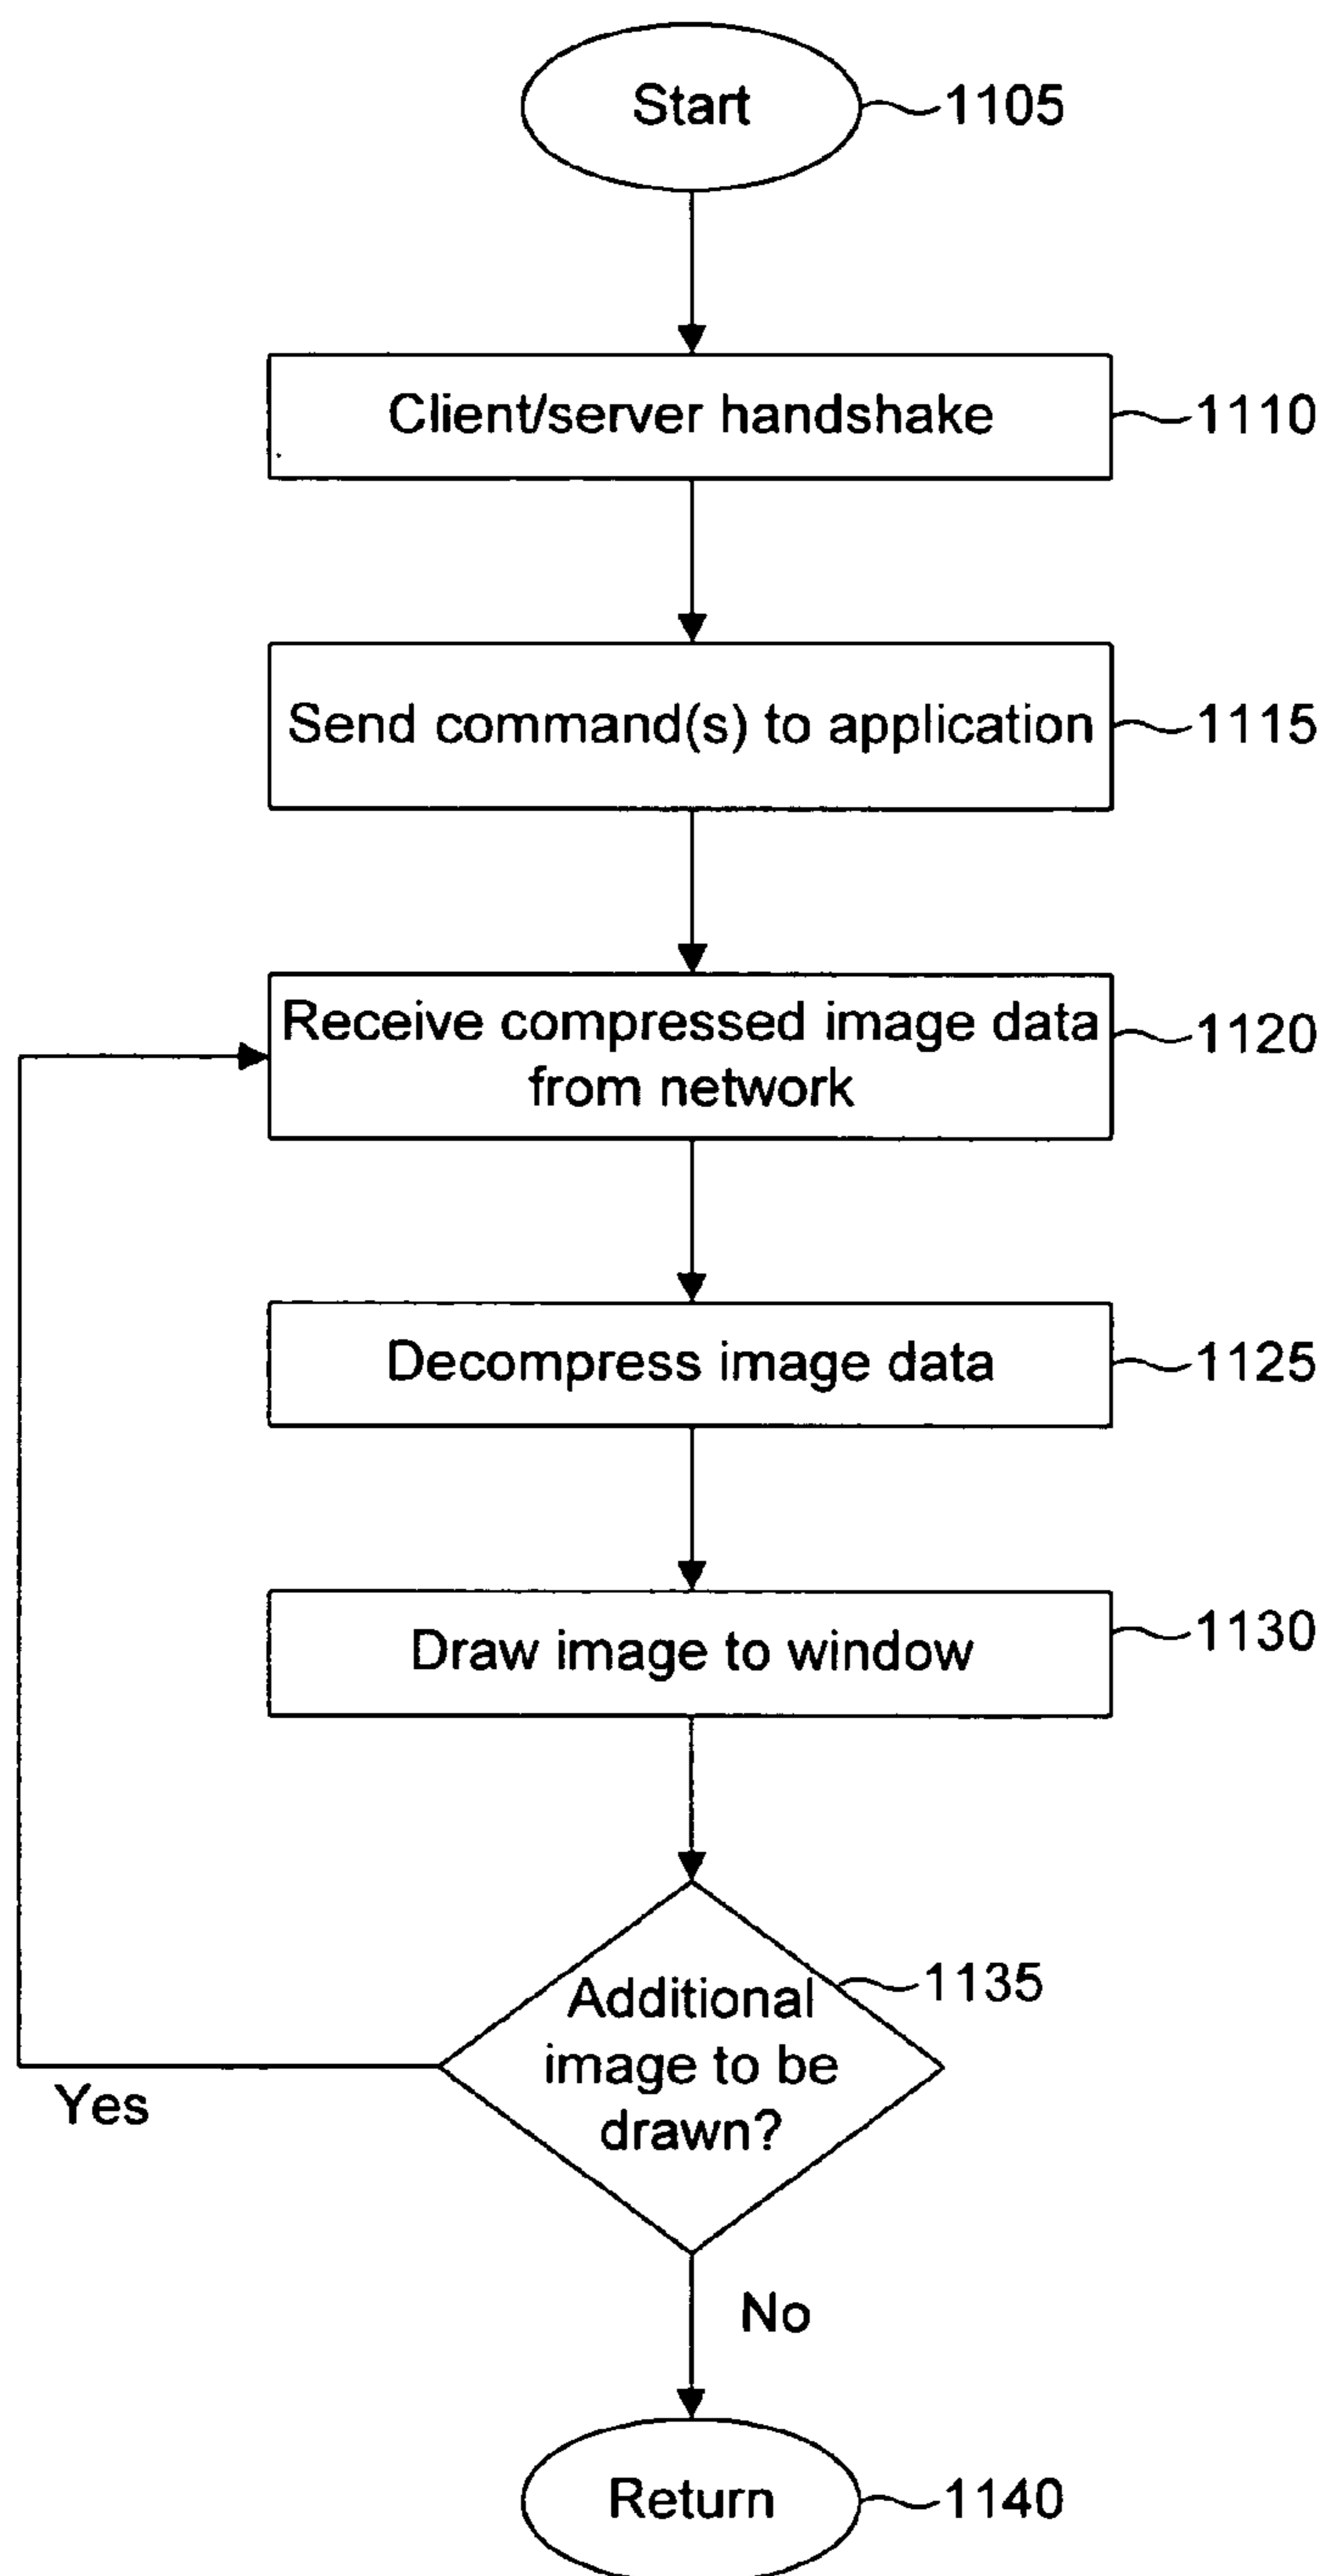 Start
1105
Client/server handshake
1110
Send command(s) to application
1115
Receive compressed image data
from network
1120
Decompress image data
1125
Draw image to window
1130
Additional
image to be
drawn?
1135
Yes
No
Return
1140